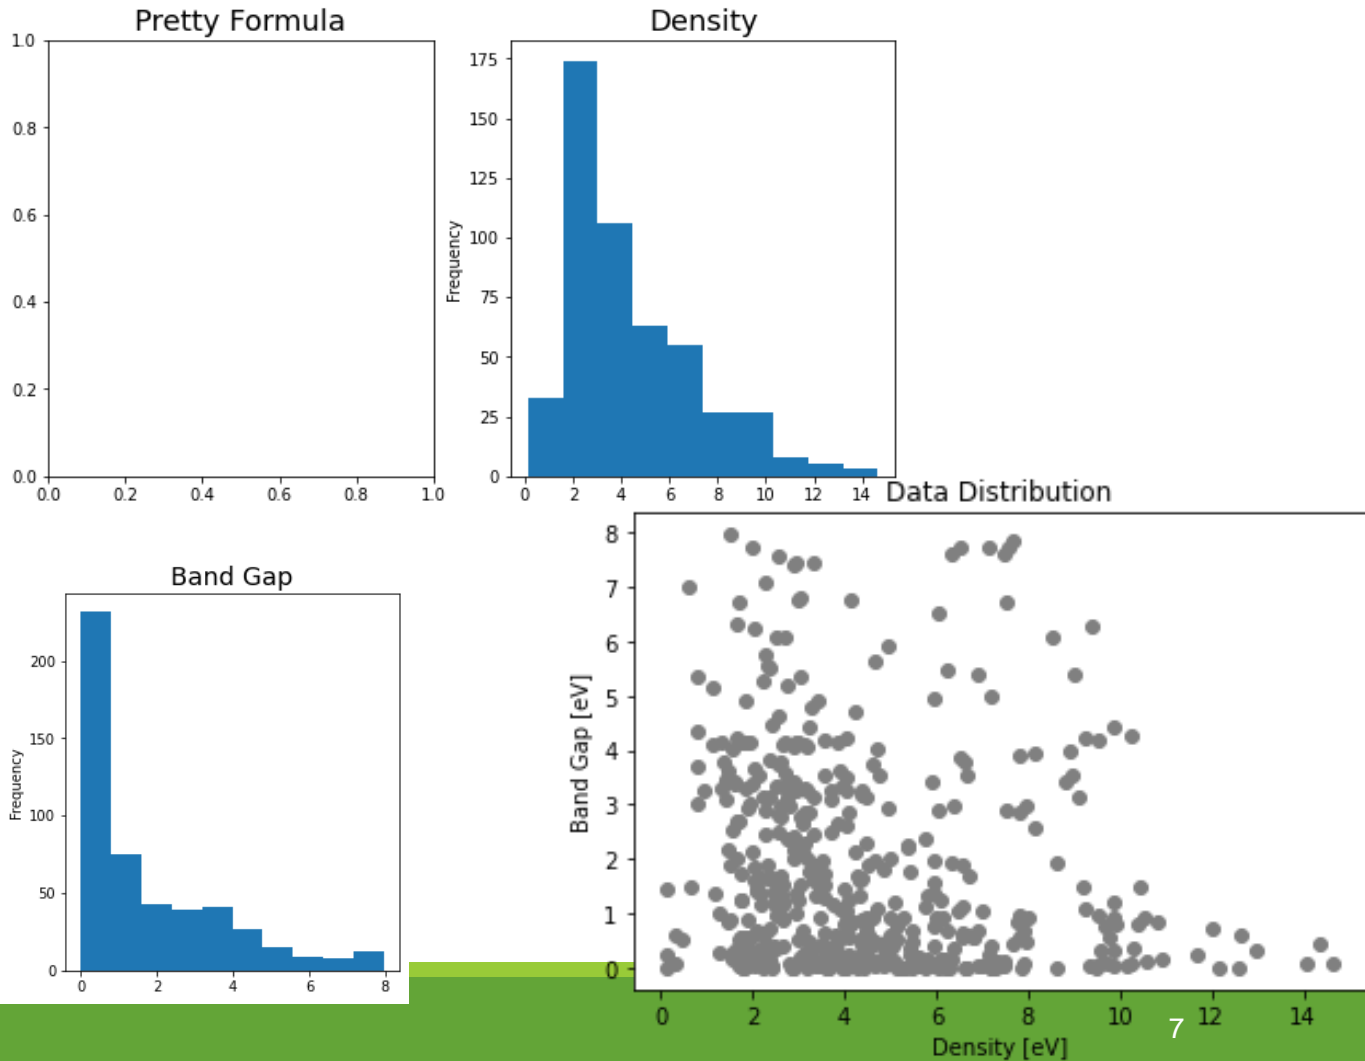 Pretty Formula
1.0
0.8
0.6
0.4
0.2
0.0
0.0 0.2 0.4 0.6 0.8 1.0
Density
Frequency
175
150
125
100
75
50
25
0
0 2 4 6 8 10 12 14
Band Gap
Frequency
200
150
100
50
0
0 2 4 6 8
Data Distribution
Band Gap [eV]
8
7
6
5
4
3
2
1
0
0 2 4 6 8 10 12 14
Density [eV]
7